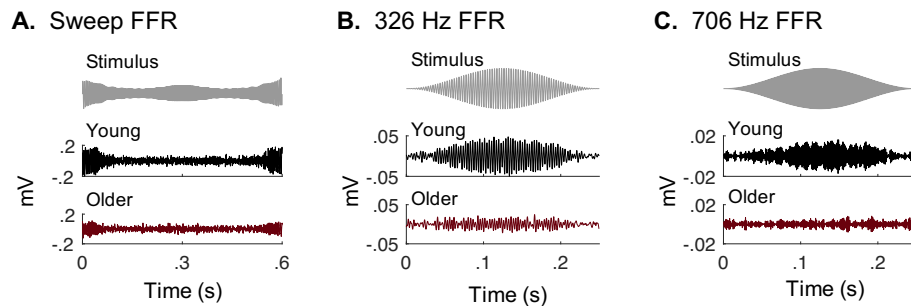 A. Sweep FFR
Stimulus
Young
.2
-.2
mV
Older
.2
-.2
0 .3 .6
Time (s)
B. 326 Hz FFR
Stimulus
Young
.05
-.05
mV
Older
.05
-.05
0 .1 .2
Time (s)
C. 706 Hz FFR
Stimulus
Young
.02
-.02
mV
Older
.02
-.02
0 .1 .2
Time (s)